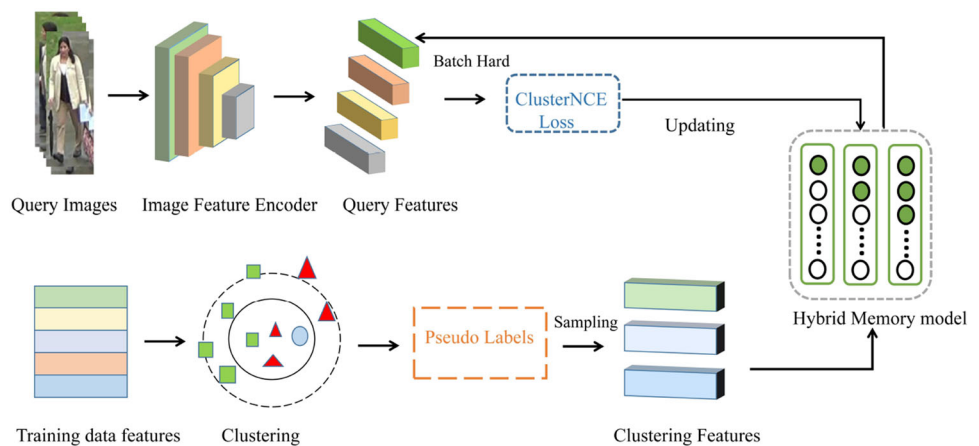 Batch Hard
ClusterNCE
Loss
Updating
Query Images
Image Feature Encoder
Query Features
Hybrid Memory model
Pseudo Labels
Sampling
Training data features
Clustering
Clustering Features